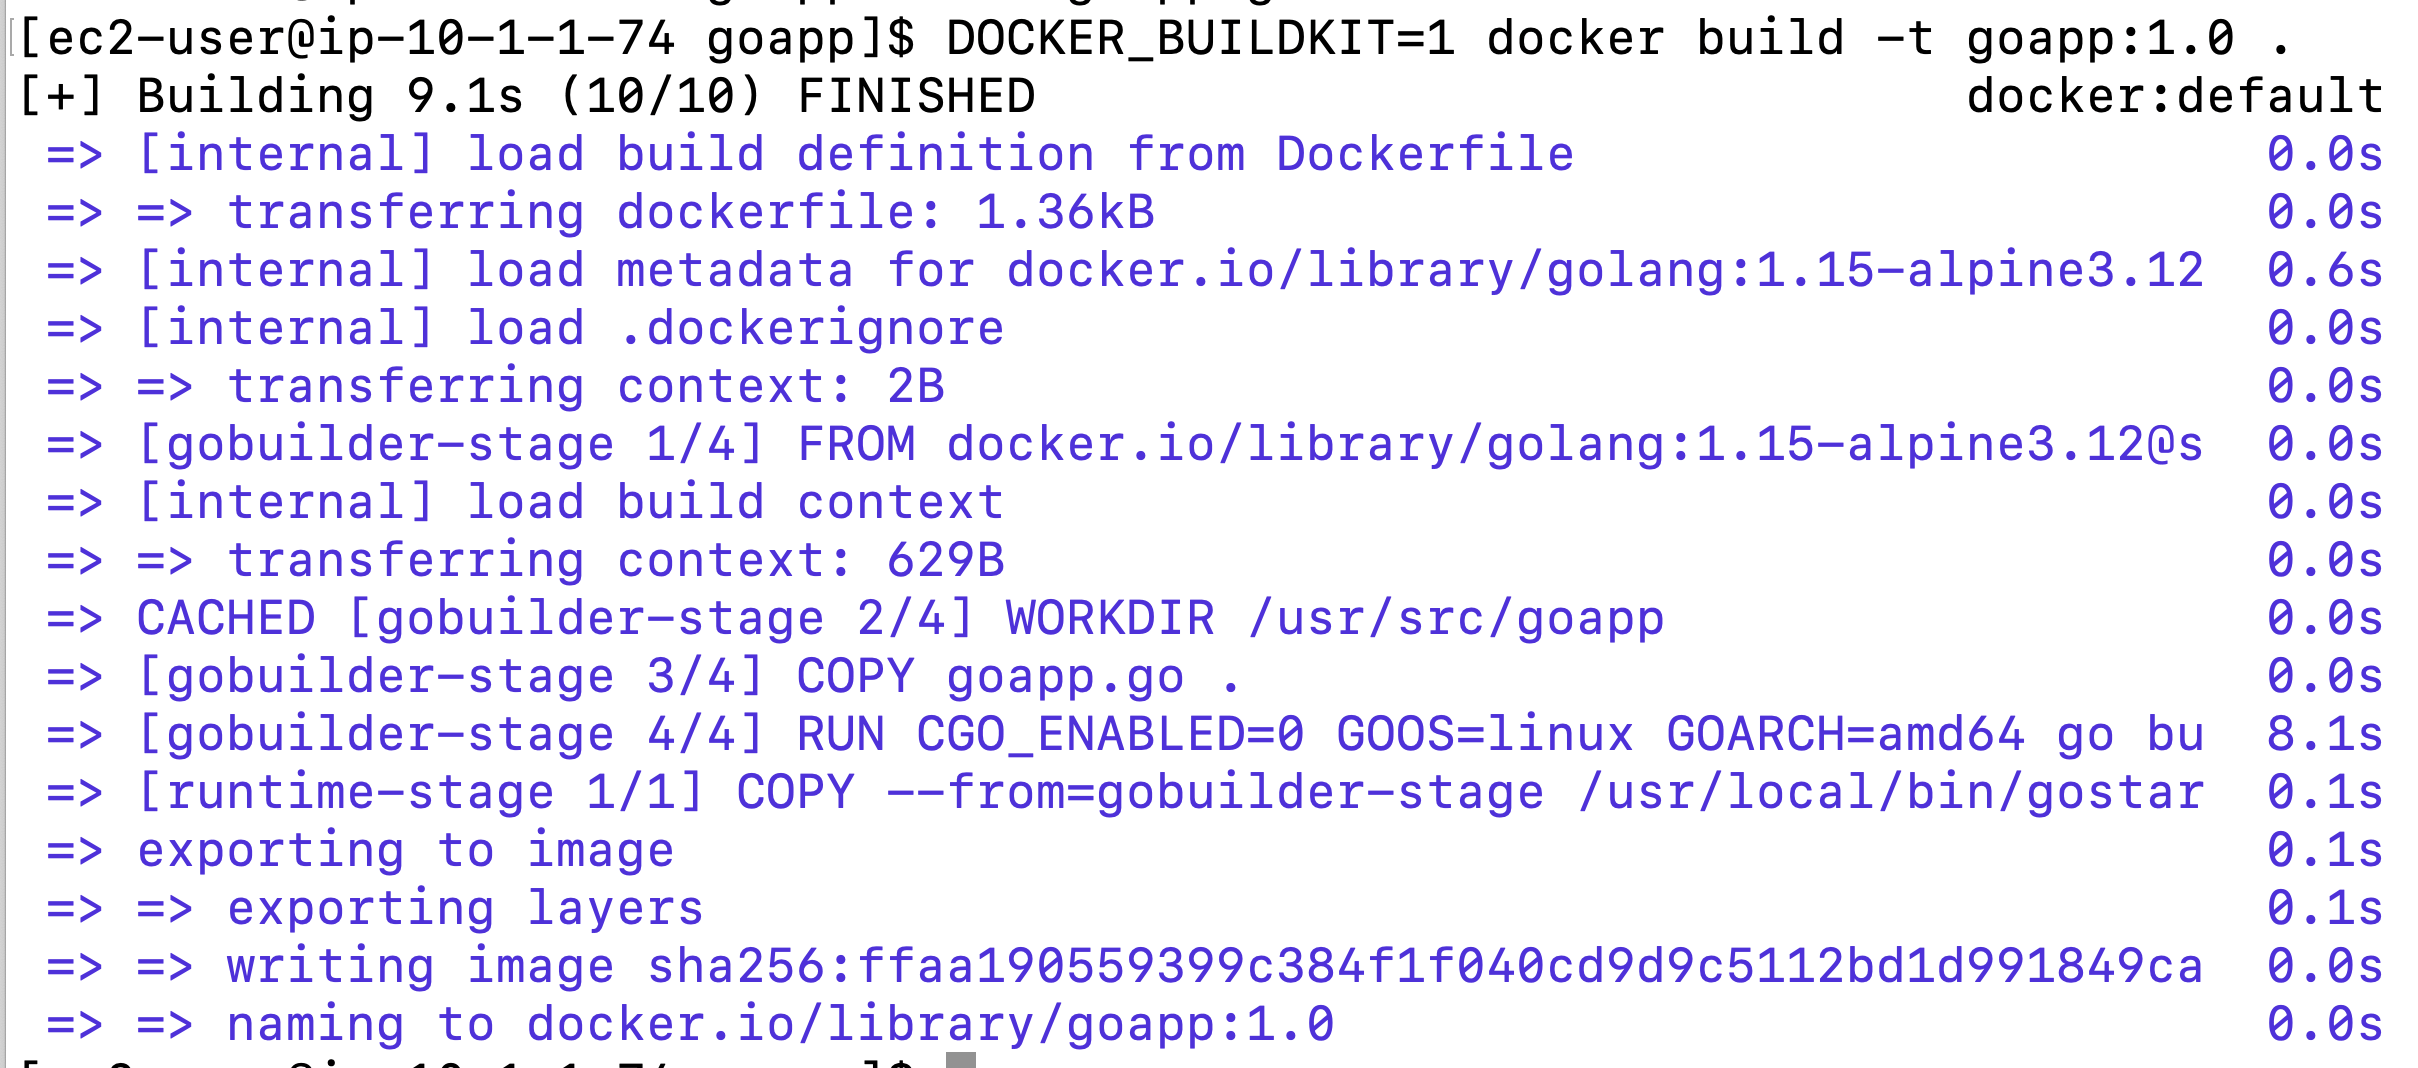 [ec2-user@ip-10-1-1-74 goapp]$ DOCKER_BUILDKIT=1 docker build -t goapp:1.0 .
[+] Building 9.1s (10/10) FINISHED docker:default
=> [internal] load build definition from Dockerfile 0.0s
=> => transferring dockerfile: 1.36kB 0.0s
=> [internal] load metadata for docker.io/library/golang:1.15-alpine3.12 0.6s
=> [internal] load .dockerignore 0.0s
=> => transferring context: 2B 0.0s
=> [gobuilder-stage 1/4] FROM docker.io/library/golang:1.15-alpine3.12@s 0.0s
=> [internal] load build context 0.0s
=> => transferring context: 629B 0.0s
=> CACHED [gobuilder-stage 2/4] WORKDIR /usr/src/goapp 0.0s
=> [gobuilder-stage 3/4] COPY goapp.go . 0.0s
=> [gobuilder-stage 4/4] RUN CGO_ENABLED=0 GOOS=linux GOARCH=amd64 go bu 8.1s
=> [runtime-stage 1/1] COPY --from=gobuilder-stage /usr/local/bin/gostar 0.1s
=> exporting to image 0.1s
=> => exporting layers 0.1s
=> => writing image sha256:ffaa190559399c384f1f040cd9d9c5112bd1d991849ca 0.0s
=> => naming to docker.io/library/goapp:1.0 0.0s